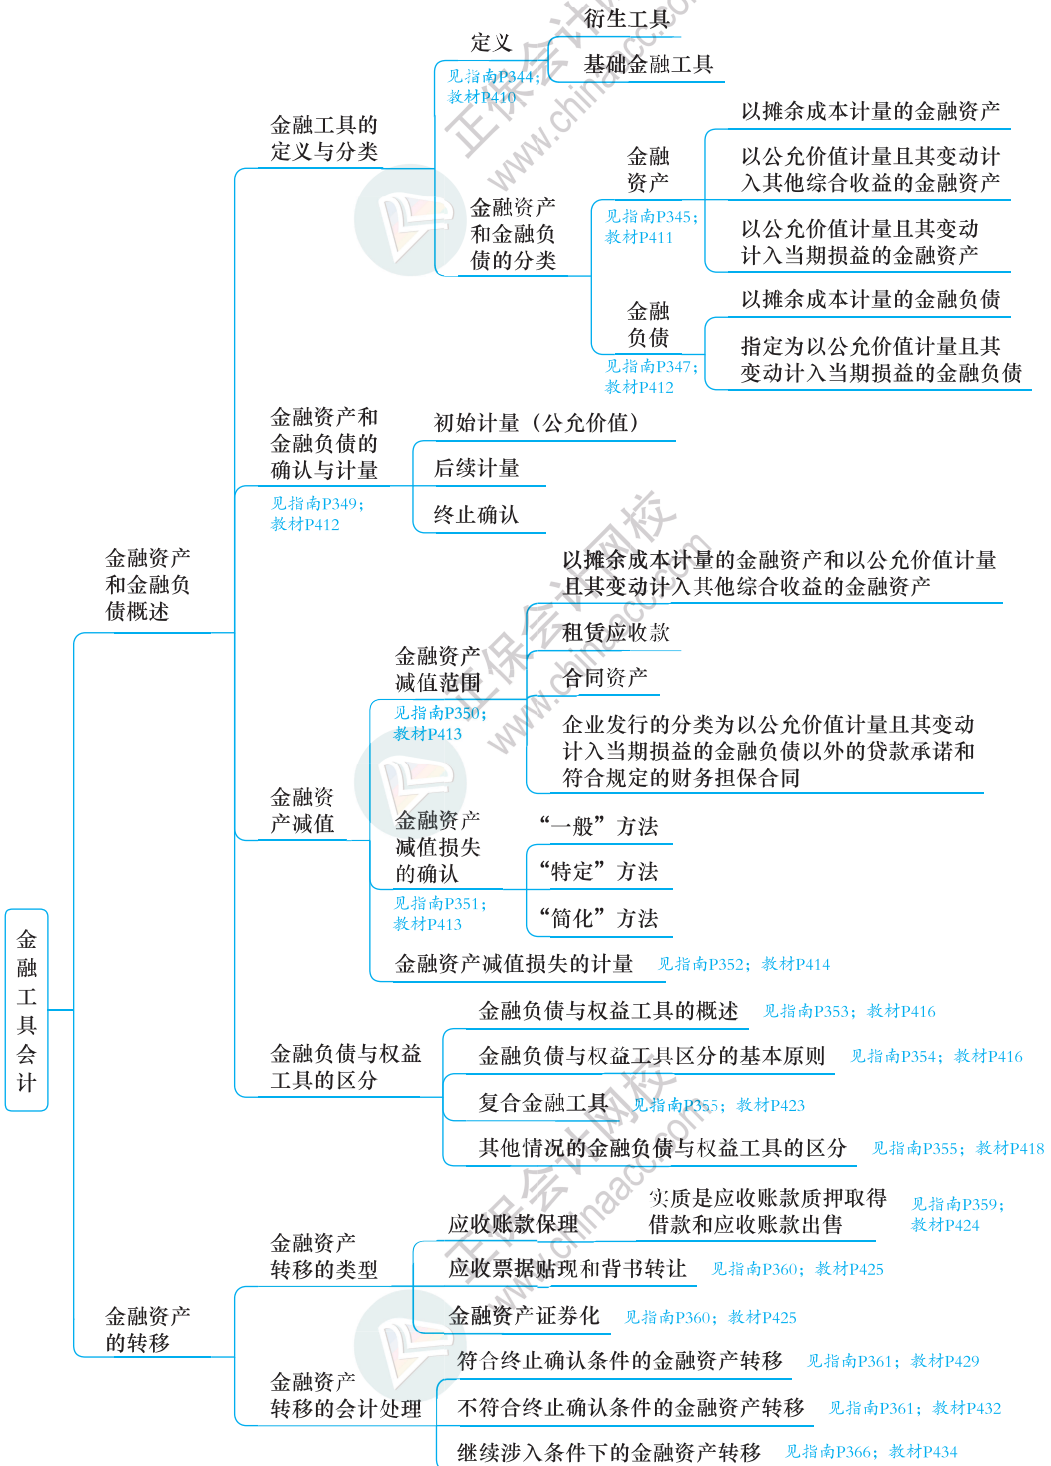 金融工具会计
金融资产
和金融负
债概述
金融工具的
定义与分类
定义
见指南P344；
教材P410
衍生工具
基础金融工具
金融资产
和金融负
债的分类
金融
资产
见指南P345；
教材P411
以摊余成本计量的金融资产
以公允价值计量且其变动计
入其他综合收益的金融资产
以公允价值计量且其变动
计入当期损益的金融资产
金融
负债
见指南P347；
教材P412
以摊余成本计量的金融负债
指定为以公允价值计量且其
变动计入当期损益的金融负债
金融资产和
金融负债的
确认与计量
见指南P349；
教材P412
初始计量（公允价值）
后续计量
终止确认
金融资
产减值
金融资产
减值范围
见指南P350；
教材P413
以摊余成本计量的金融资产和以公允价值计量
且其变动计入其他综合收益的金融资产
租赁应收款
合同资产
企业发行的分类为以公允价值计量且其变动
计入当期损益的金融负债以外的贷款承诺和
符合规定的财务担保合同
金融资产
减值损失
的确认
见指南P351；
教材P413
“一般”方法
“特定”方法
“简化”方法
金融资产减值损失的计量 见指南P352；教材P414
金融负债与权益
工具的区分
金融负债与权益工具的概述 见指南P353；教材P416
金融负债与权益工具区分的基本原则 见指南P354；教材P416
复合金融工具 见指南P355；教材P423
其他情况的金融负债与权益工具的区分 见指南P355；教材P418
金融资产
的转移
金融资产
转移的类型
应收账款保理
实质是应收账款质押取得
借款和应收账款出售
见指南P359；
教材P424
应收票据贴现和背书转让 见指南P360；教材P425
金融资产证券化 见指南P360；教材P425
金融资产
转移的会计处理
符合终止确认条件的金融资产转移 见指南P361；教材P429
不符合终止确认条件的金融资产转移 见指南P361；教材P432
继续涉入条件下的金融资产转移 见指南P366；教材P434
正保会计网校
www.chinaacc.com
正保会计网校
www.chinaacc.com
正保会计网校
www.chinaacc.com